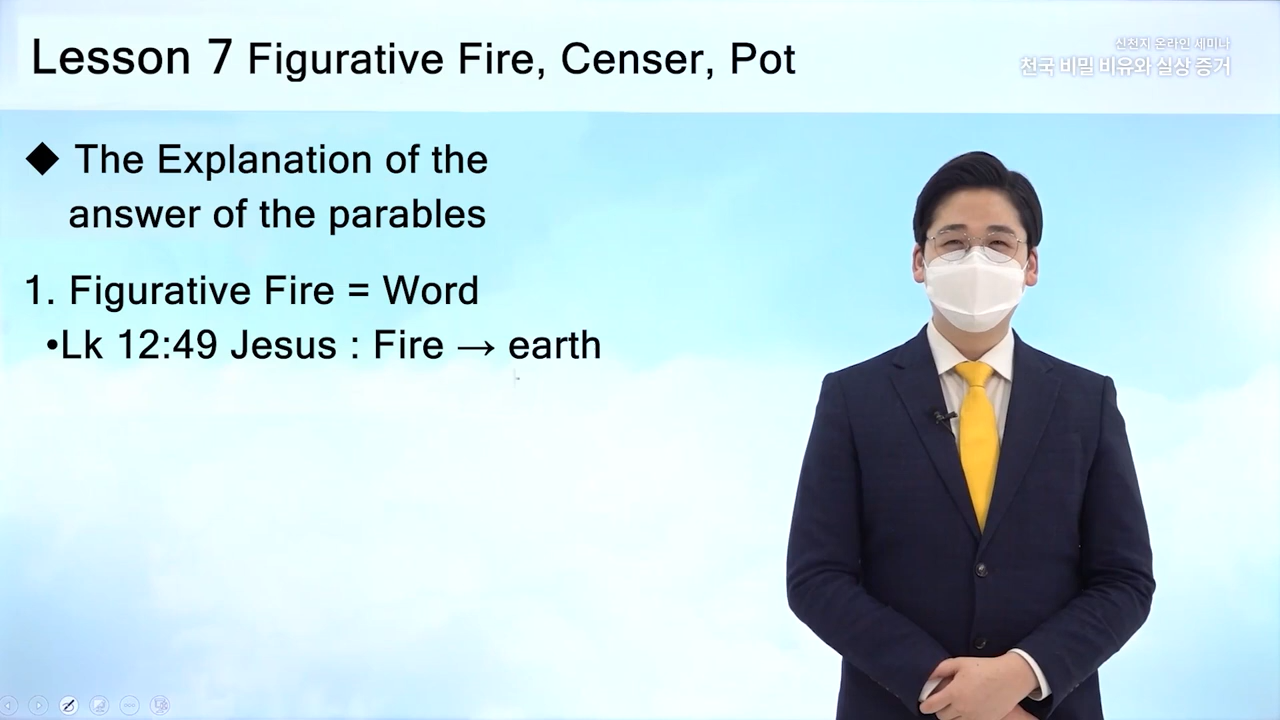 Lesson 7 Figurative Fire, Censer, Pot
신천지 온라인 세미나
천국 비밀 비유와 실상 증거
◆ The Explanation of the
answer of the parables
1. Figurative Fire = Word
•Lk 12:49 Jesus : Fire → earth